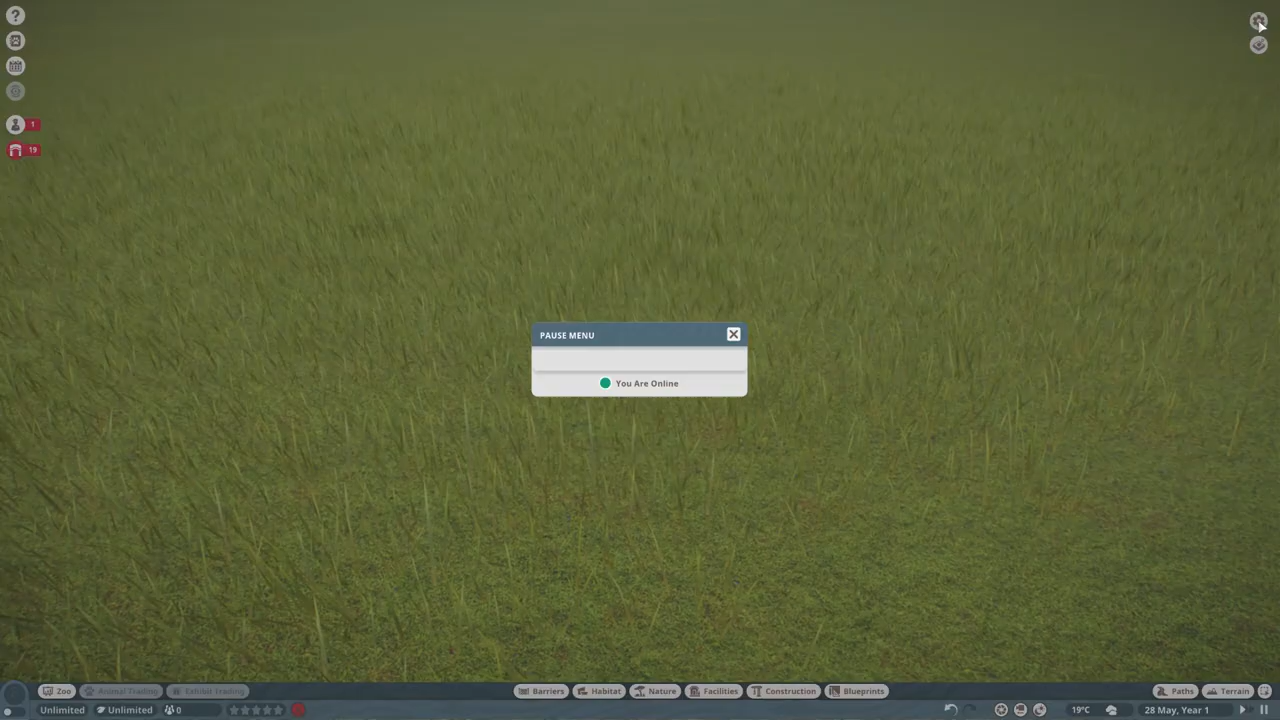 ?
1
19
PAUSE MENU
You Are Online
Zoo Animal Trading Exhibit Trading Barriers Habitat Nature Facilities Construction Blueprints Paths Terrain
Unlimited Unlimited 0 19°C 28 May, Year 1